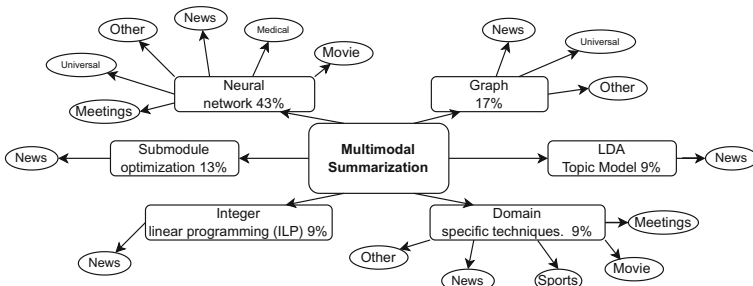 News
Other
Medical
News
Movie
Universal
Universal
Neural
network 43%
Graph
17%
Other
Meetings
Multimodal
Summarization
Submodule
optimization 13%
LDA
Topic Model 9%
News
News
Integer
linear programming (ILP) 9%
Domain
specific techniques. 9%
Meetings
Other
News
Movie
News
Sports